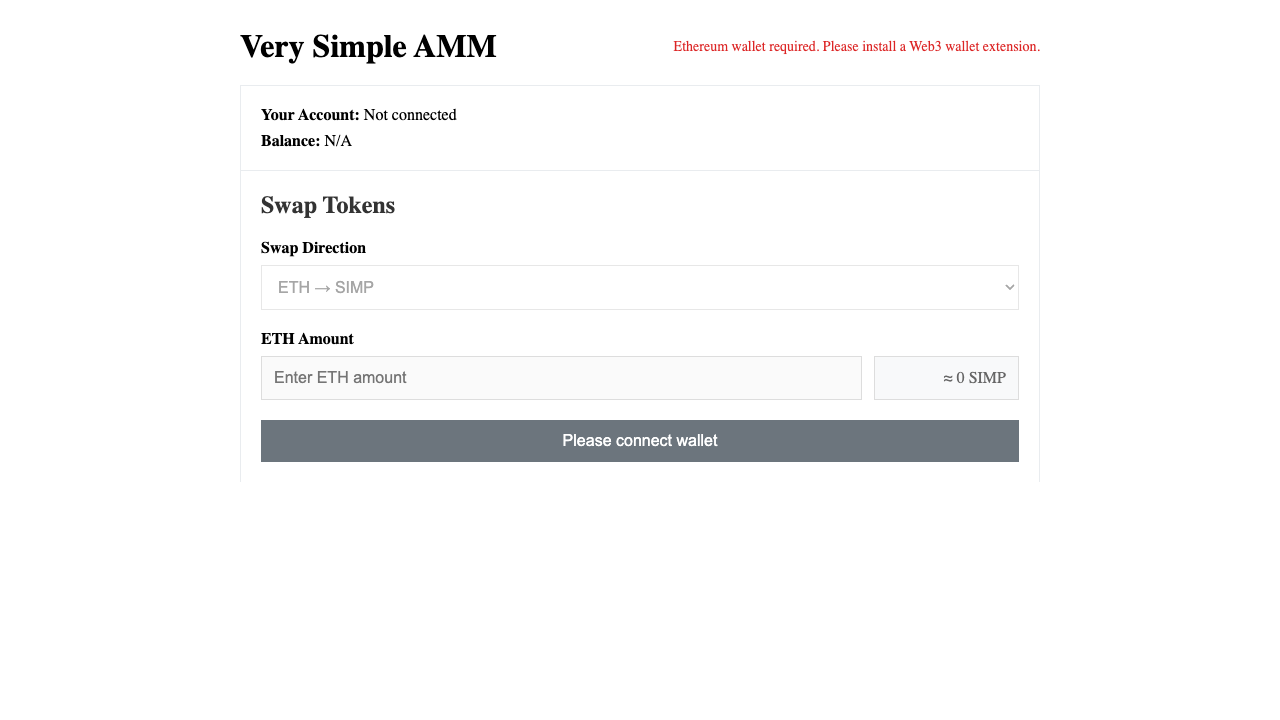 Very Simple AMM
Ethereum wallet required. Please install a Web3 wallet extension.
Your Account: Not connected
Balance: N/A
Swap Tokens
Swap Direction
ETH → SIMP
ETH Amount
Enter ETH amount
≈ 0 SIMP
Please connect wallet